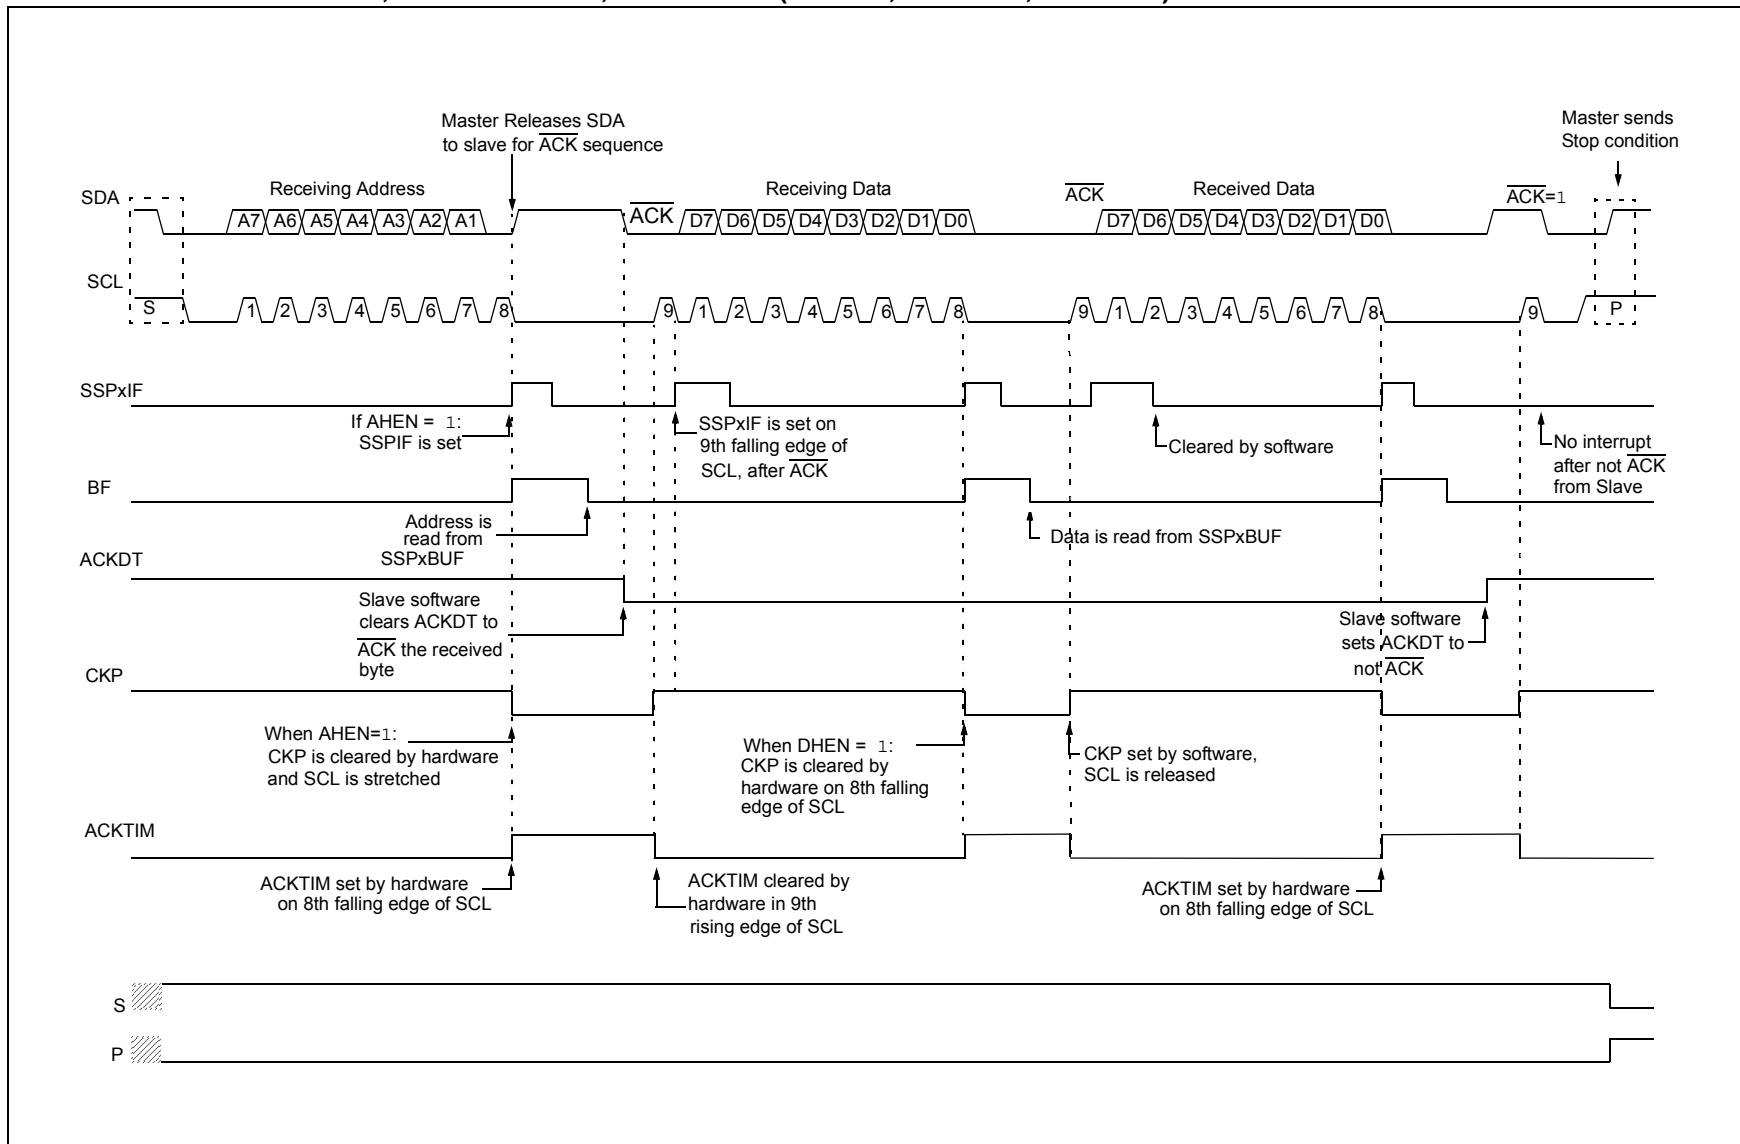 Master Releases SDA
to slave for ACK sequence
Master sends
Stop condition
SDA
Receiving Address
ACK
Receiving Data
ACK
Received Data
ACK=1
A7 A6 A5 A4 A3 A2 A1
D7 D6 D5 D4 D3 D2 D1 D0
D7 D6 D5 D4 D3 D2 D1 D0
SCL
S
1 2 3 4 5 6 7 8
9 1 2 3 4 5 6 7 8
9 1 2 3 4 5 6 7 8
9
P
SSPxIF
If AHEN = 1:
SSPIF is set
SSPxIF is set on
9th falling edge of
SCL, after ACK
Cleared by software
No interrupt
after not ACK
from Slave
BF
Address is
read from
SSPxBUF
Data is read from SSPxBUF
ACKDT
Slave software
clears ACKDT to
ACK the received
byte
Slave software
sets ACKDT to
not ACK
CKP
When AHEN=1:
CKP is cleared by hardware
and SCL is stretched
When DHEN = 1:
CKP is cleared by
hardware on 8th falling
edge of SCL
CKP set by software,
SCL is released
ACKTIM
ACKTIM set by hardware
on 8th falling edge of SCL
ACKTIM cleared by
hardware in 9th
rising edge of SCL
ACKTIM set by hardware
on 8th falling edge of SCL
S
P